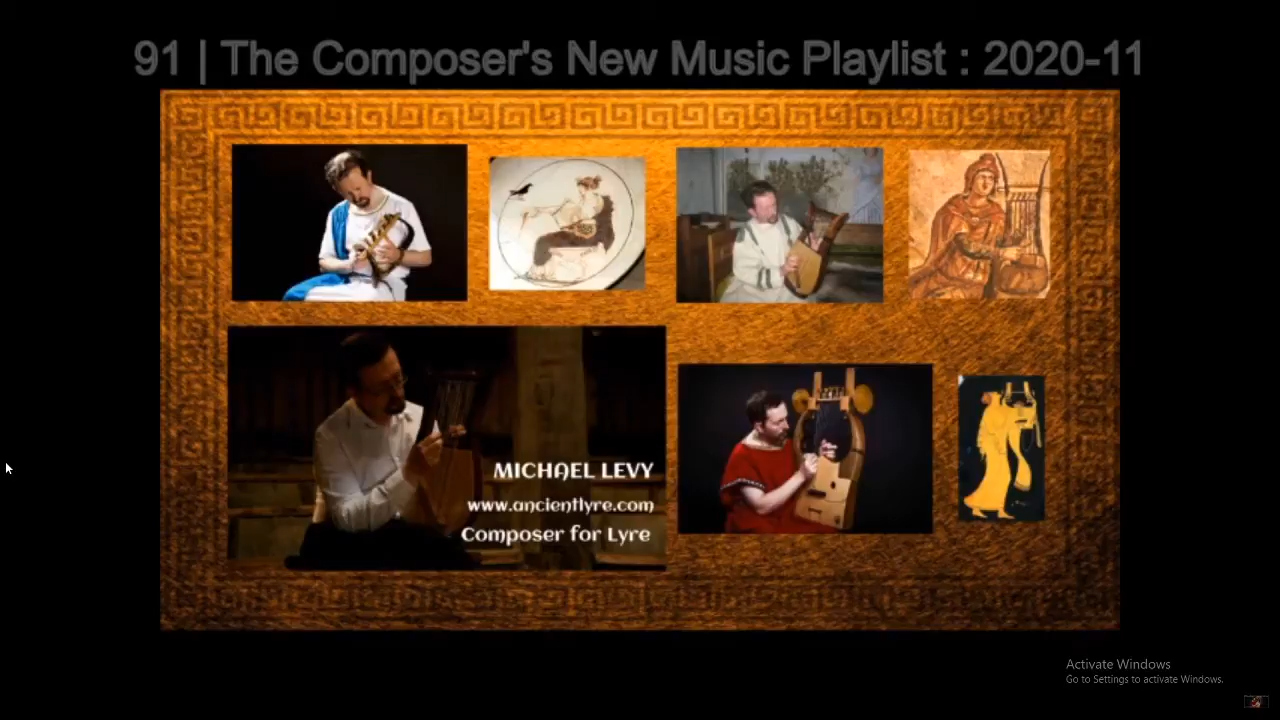 91 | The Composer's New Music Playlist : 2020-11
MICHAEL LEVY
www.ancientlyre.com
Composer for Lyre
Activate Windows
Go to Settings to activate Windows.